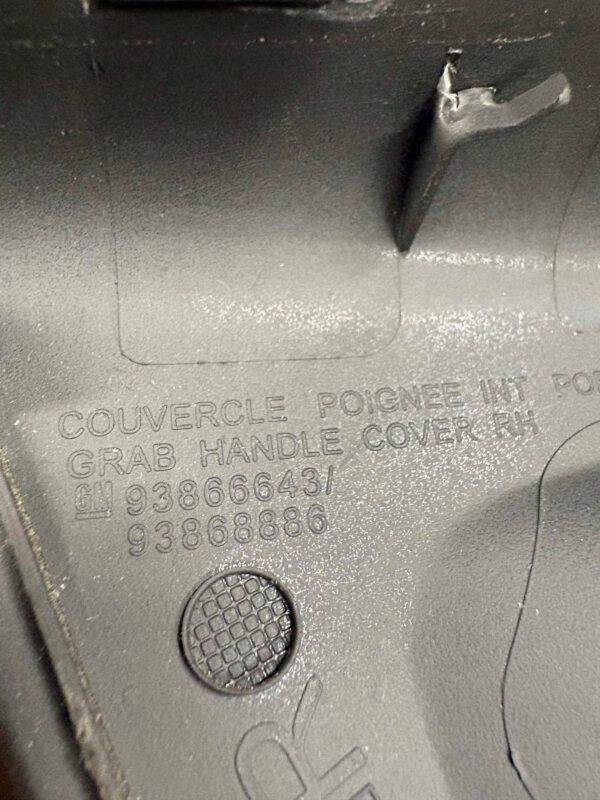 COUVERCLE POIGNEE INT
GRAB HANDLE COVER RH
GM 93866643/
93868886